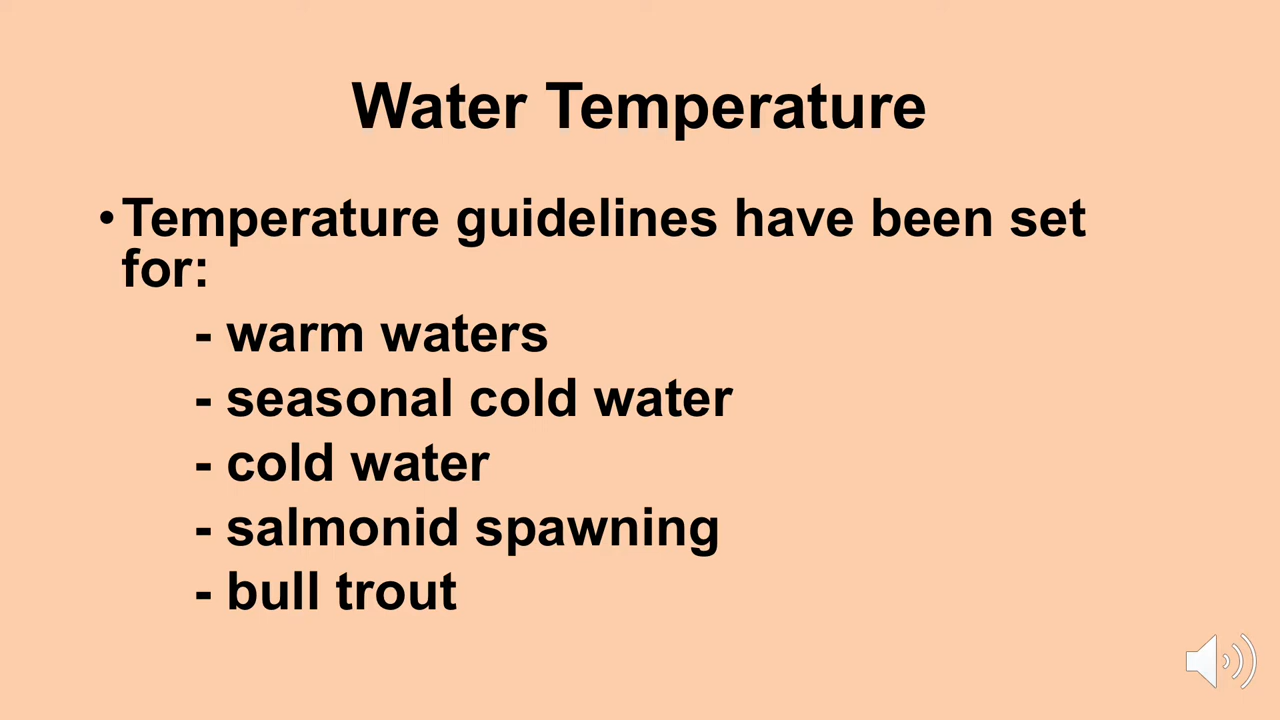 Water Temperature
•Temperature guidelines have been set
for:
- warm waters
- seasonal cold water
- cold water
- salmonid spawning
- bull trout